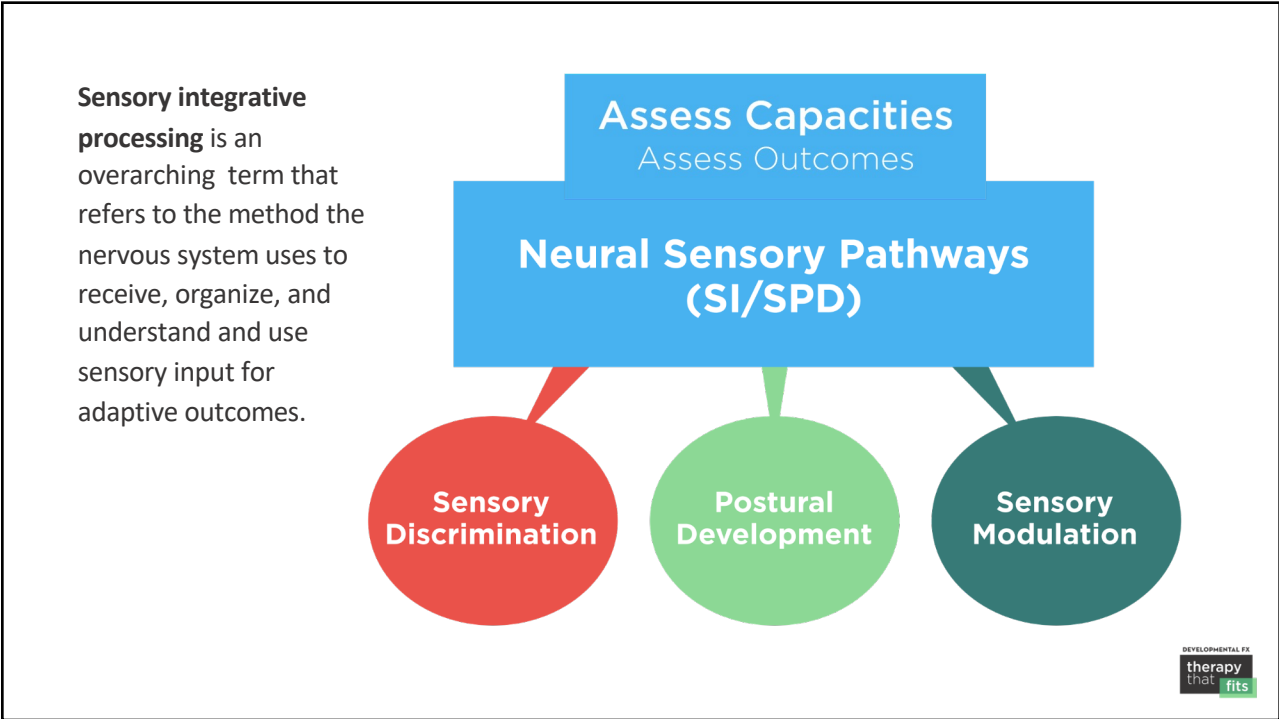 Sensory integrative
processing is an
overarching  term that
refers to the method the
nervous system uses to
receive, organize, and
understand and use
sensory input for
adaptive outcomes.
Assess Capacities
Assess Outcomes
Neural Sensory Pathways
(SI/SPD)
Sensory
Discrimination
Postural
Development
Sensory
Modulation
DEVELOPMENTAL FX
therapy
that
fits